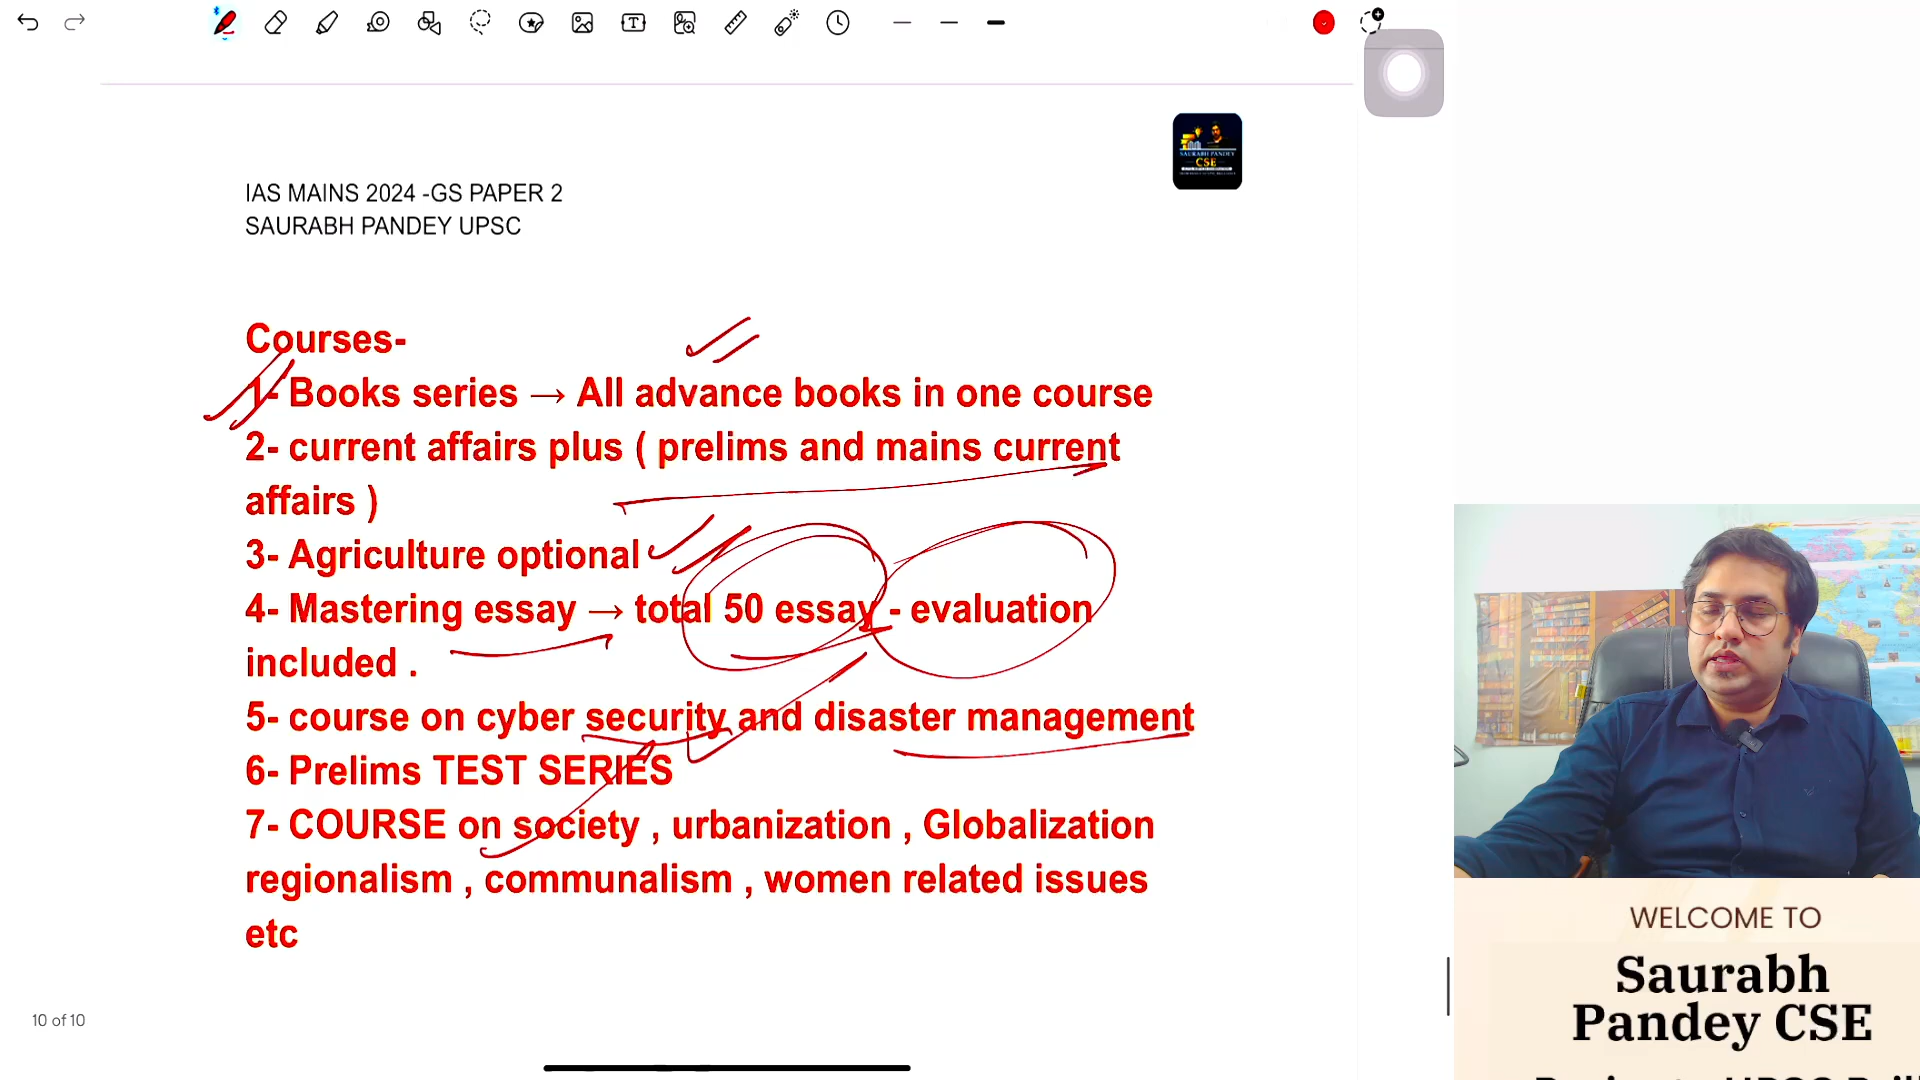 SAURABH PANDEY
CSE
IAS MAINS 2024 -GS PAPER 2
SAURABH PANDEY UPSC
Courses-
1- Books series → All advance books in one course
2- current affairs plus ( prelims and mains current
affairs )
3- Agriculture optional
4- Mastering essay → total 50 essay - evaluation
included .
5- course on cyber security and disaster management
6- Prelims TEST SERIES
7- COURSE on society , urbanization , Globalization
regionalism , communalism , women related issues
etc
10 of 10
WELCOME TO
Saurabh
Pandey CSE